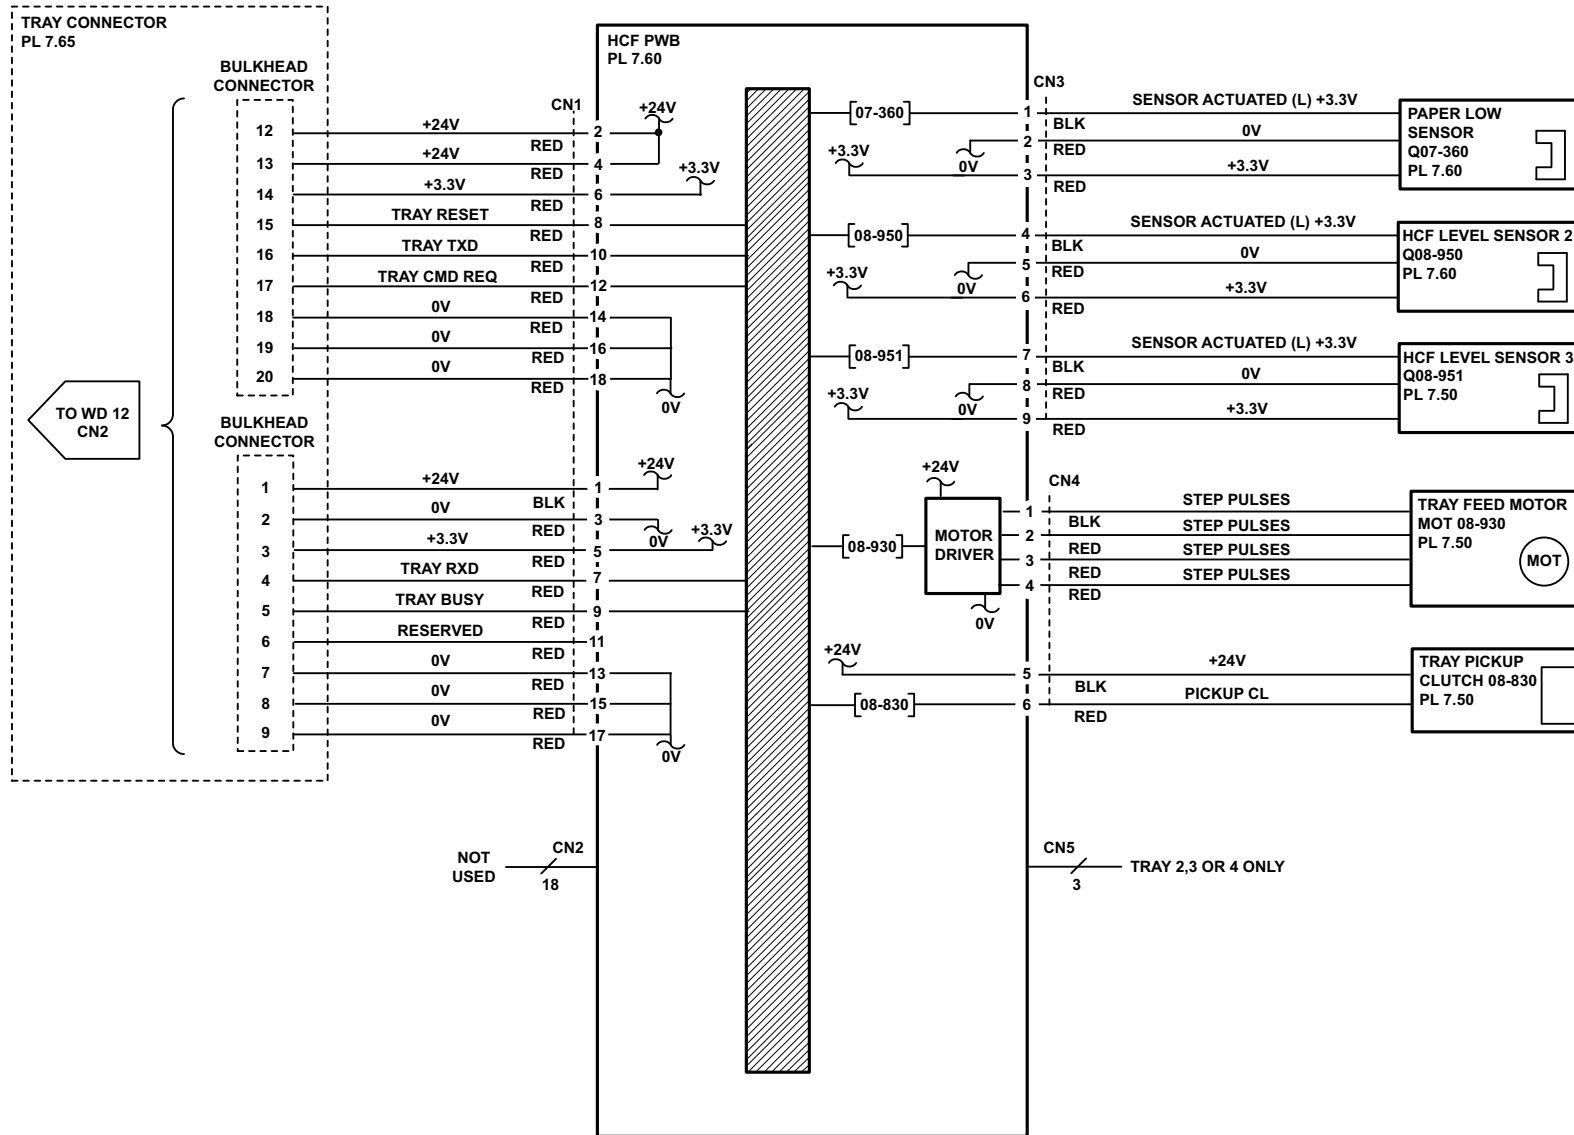 TRAY CONNECTOR
PL 7.65
BULKHEAD
CONNECTOR
CN1
12 +24V RED 2
13 +24V RED 4
14 +3.3V RED 6
15 TRAY RESET RED 8
16 TRAY TXD RED 10
17 TRAY CMD REQ RED 12
18 0V RED 14
19 0V RED 16
20 0V RED 18
TO WD 12
CN2
BULKHEAD
CONNECTOR
1 +24V BLK 1
2 0V RED 3
3 +3.3V RED 5
4 TRAY RXD RED 7
5 TRAY BUSY RED 9
6 RESERVED RED 11
7 0V RED 13
8 0V RED 15
9 0V RED 17
NOT
USED
CN2
18
HCF PWB
PL 7.60
+24V
+3.3V
0V
+24V
0V
+3.3V
0V
CN3
[07-360] 1 SENSOR ACTUATED (L) +3.3V
BLK
2 0V
RED
+3.3V 0V 3 +3.3V
RED
PAPER LOW
SENSOR
Q07-360
PL 7.60
[08-950] 4 SENSOR ACTUATED (L) +3.3V
BLK
5 0V
RED
+3.3V 0V 6 +3.3V
RED
HCF LEVEL SENSOR 2
Q08-950
PL 7.60
[08-951] 7 SENSOR ACTUATED (L) +3.3V
BLK
8 0V
RED
+3.3V 0V 9 +3.3V
RED
HCF LEVEL SENSOR 3
Q08-951
PL 7.50
+24V
CN4
[08-930]
MOTOR
DRIVER
0V
1 STEP PULSES
BLK
2 STEP PULSES
RED
3 STEP PULSES
RED
4 STEP PULSES
RED
TRAY FEED MOTOR
MOT 08-930
PL 7.50
MOT
+24V 5 +24V
BLK
[08-830] 6 PICKUP CL
RED
TRAY PICKUP
CLUTCH 08-830
PL 7.50
CN5
3
TRAY 2,3 OR 4 ONLY